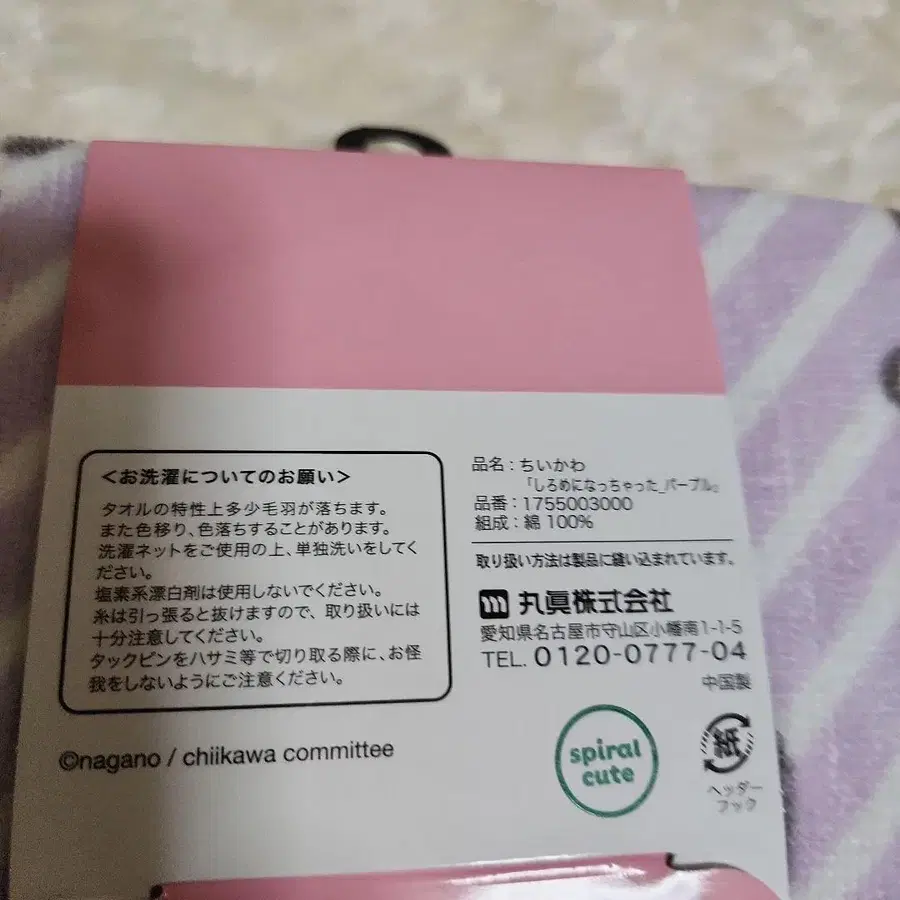 <お洗濯についてのお願い>
タオルの特性上多少毛羽が落ちます。
また色移り、色落ちすることがあります。
洗濯ネットをご使用の上、単独洗いをしてく
ださい。
塩素系漂白剤は使用しないでください。
糸は引っ張ると抜けますので、取り扱いには
十分注意してください。
タックピンをハサミ等で切り取る際に、お怪
我をしないようにご注意ください。
©nagano / chiikawa committee
品名：ちいかわ
「しろめになっちゃった_パープル」
品番：1755003000
組成：綿 100%
取り扱い方法は製品に縫い込まれています。
m 丸眞株式会社
愛知県名古屋市守山区小幡南1-1-5
TEL. 0120-0777-04
中国製
spiral
cute
紙
ヘッダー
フック